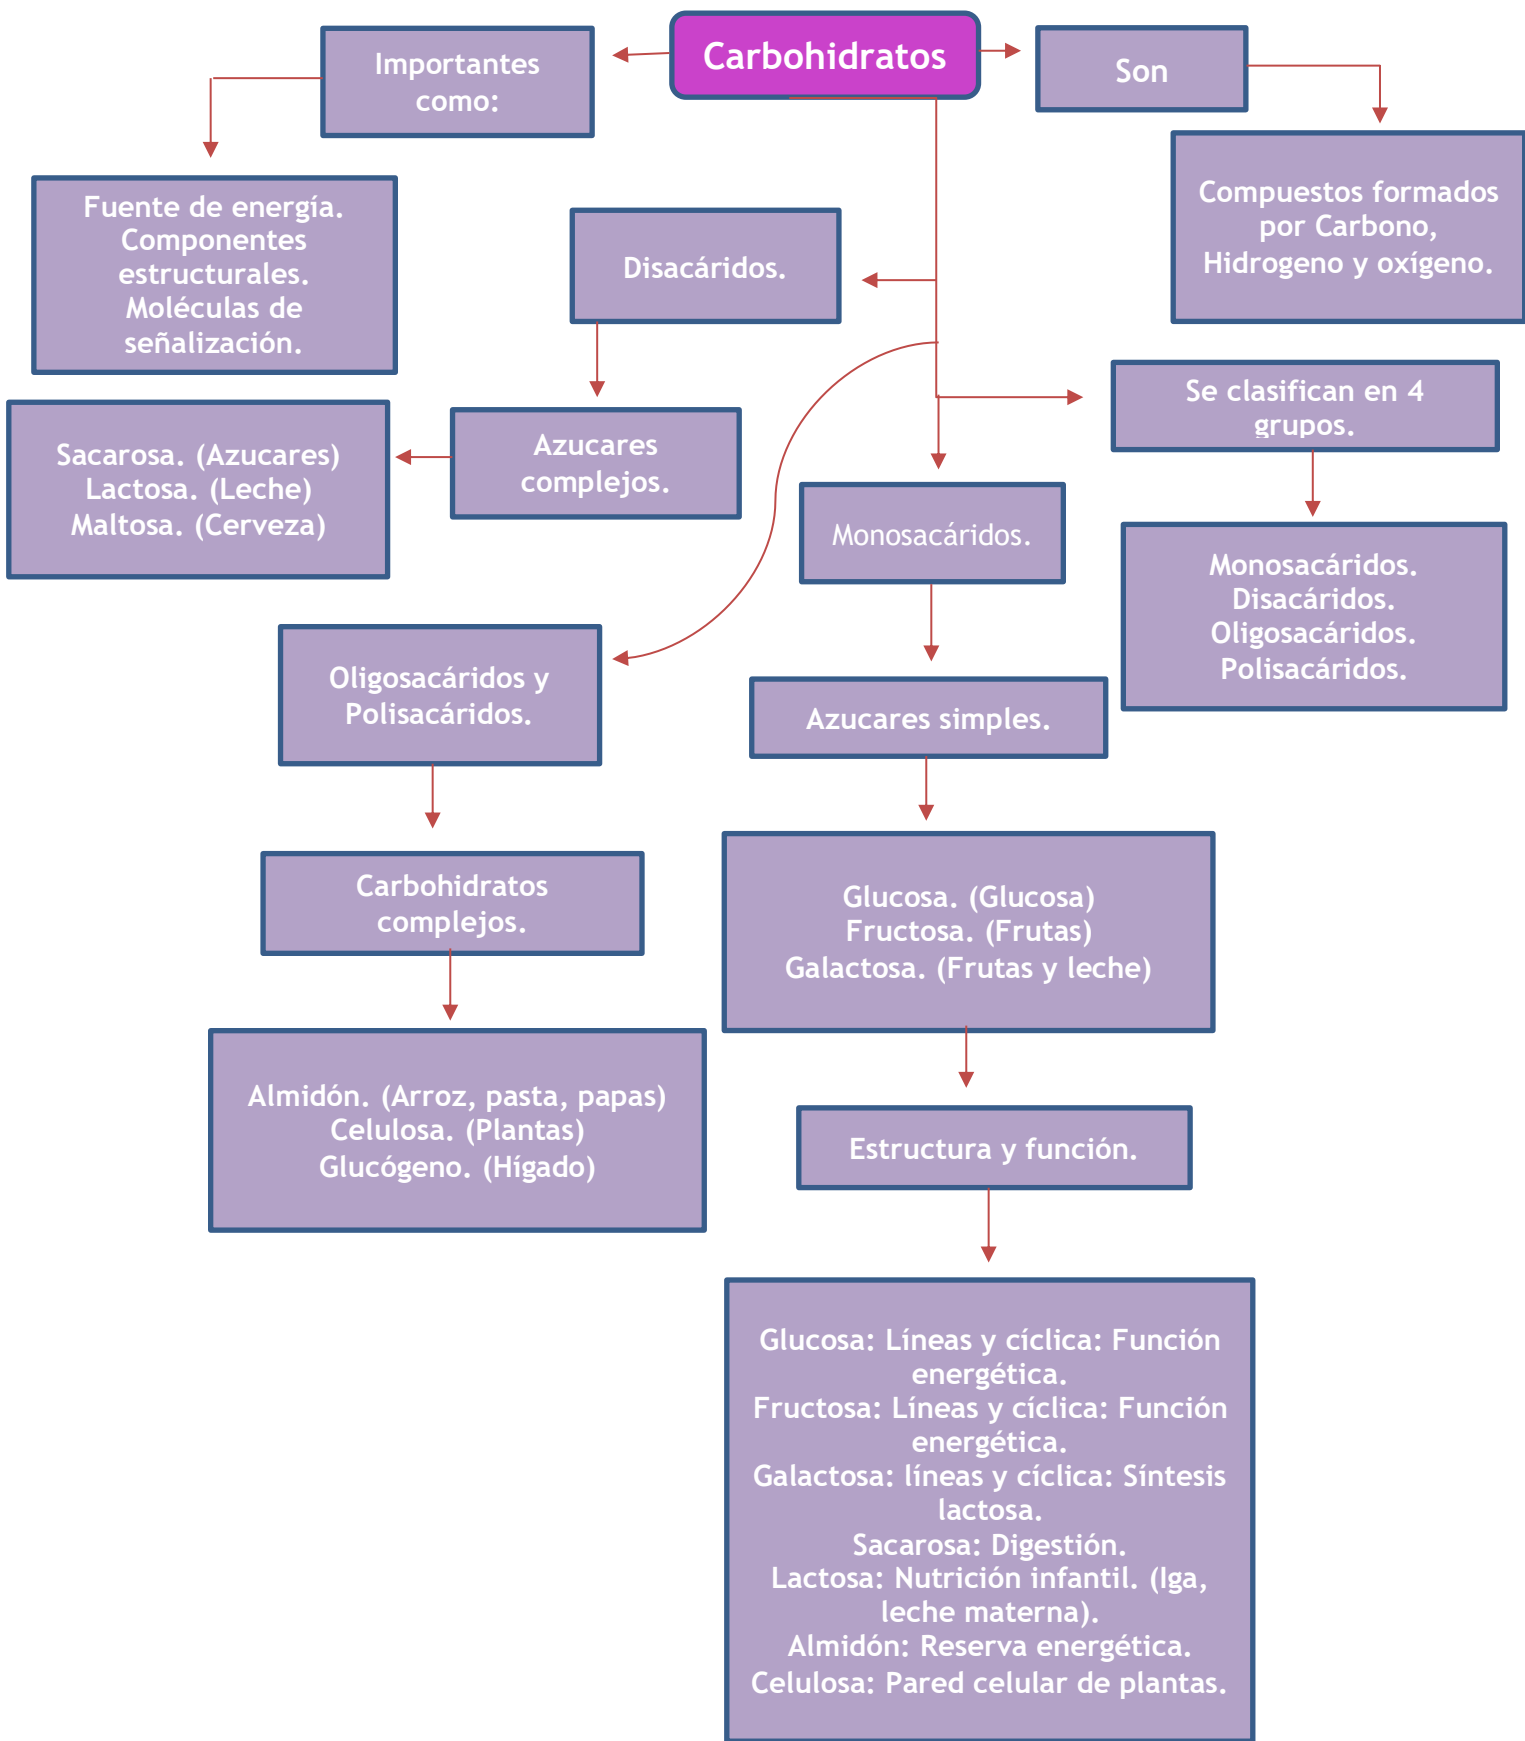 Carbohidratos
Importantes
como:
Son
Fuente de energía.
Componentes
estructurales.
Moléculas de
señalización.
Compuestos formados
por Carbono,
Hidrogeno y oxígeno.
Disacáridos.
Se clasifican en 4
grupos.
Sacarosa. (Azucares)
Lactosa. (Leche)
Maltosa. (Cerveza)
Azucares
complejos.
Monosacáridos.
Monosacáridos.
Disacáridos.
Oligosacáridos.
Polisacáridos.
Oligosacáridos y
Polisacáridos.
Azucares simples.
Carbohidratos
complejos.
Glucosa. (Glucosa)
Fructosa. (Frutas)
Galactosa. (Frutas y leche)
Almidón. (Arroz, pasta, papas)
Celulosa. (Plantas)
Glucógeno. (Hígado)
Estructura y función.
Glucosa: Líneas y cíclica: Función
energética.
Fructosa: Líneas y cíclica: Función
energética.
Galactosa: líneas y cíclica: Síntesis
lactosa.
Sacarosa: Digestión.
Lactosa: Nutrición infantil. (Iga,
leche materna).
Almidón: Reserva energética.
Celulosa: Pared celular de plantas.